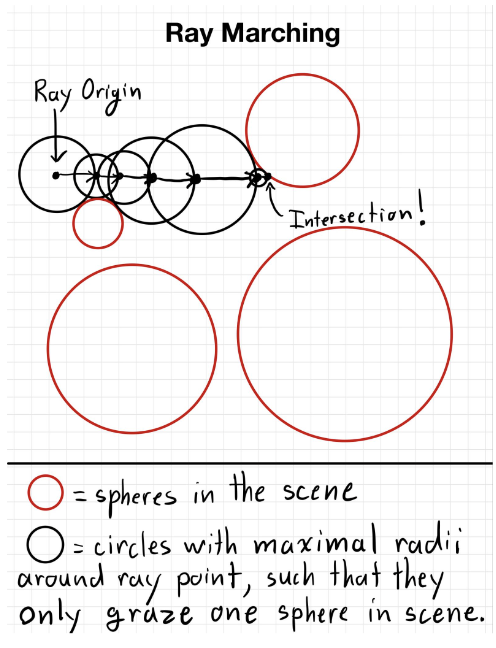 Ray Marching
Ray Origin
Intersection!
= spheres in the scene
= circles with maximal radii
around ray point, such that they
only graze one sphere in scene.